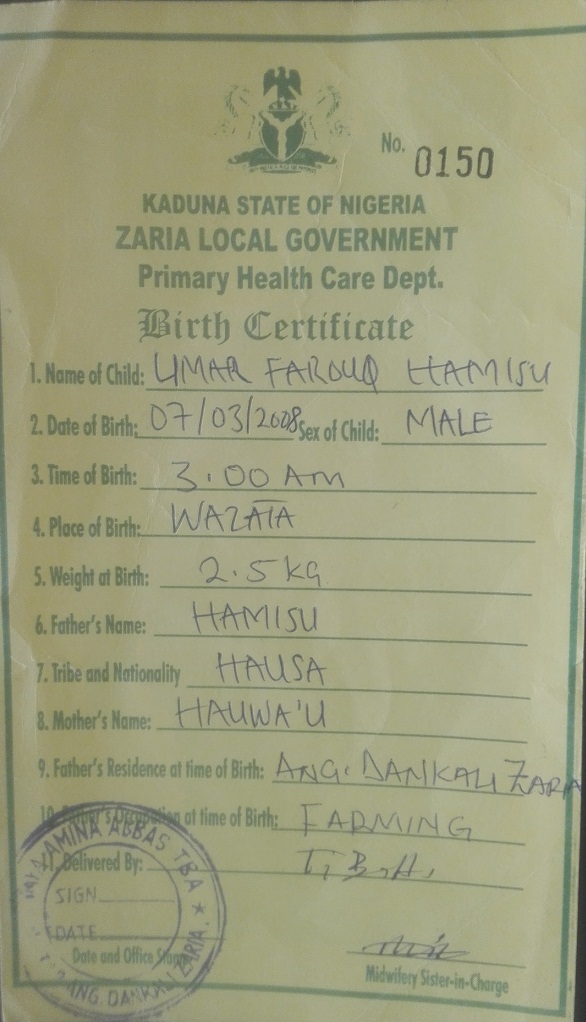 No. 0150
KADUNA STATE OF NIGERIA
ZARIA LOCAL GOVERNMENT
Primary Health Care Dept.
Birth Certificate
1. Name of Child: UMAR FAROUQ HAMISU
2. Date of Birth: 07/03/2008 Sex of Child: MALE
3. Time of Birth: 3.00 AM
4. Place of Birth: WAZATA
5. Weight at Birth: 2.5 KG
6. Father's Name: HAMISU
7. Tribe and Nationality HAUSA
8. Mother's Name: HAUWA'U
9. Father's Residence at time of Birth: ANG. DANKALI ZARIA
10. Father's Occupation at time of Birth: FARMING
11. Delivered By: T.B.A.
AMINA ABBAS TBA ★
SIGN
DATE
Date and Office Stamp
ANG. DANKALI ZARIA.
Midwifery Sister-in-Charge